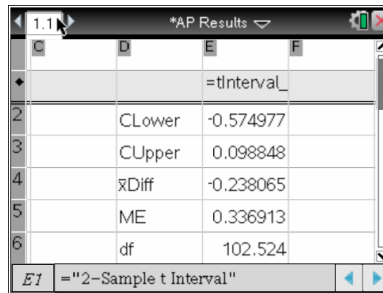 1.1 *AP Results
C D E F
=tInterval_
2 CLower -0.574977
3 CUpper 0.098848
4 x̄Diff -0.238065
5 ME 0.336913
6 df 102.524
E1 ="2-Sample t Interval"